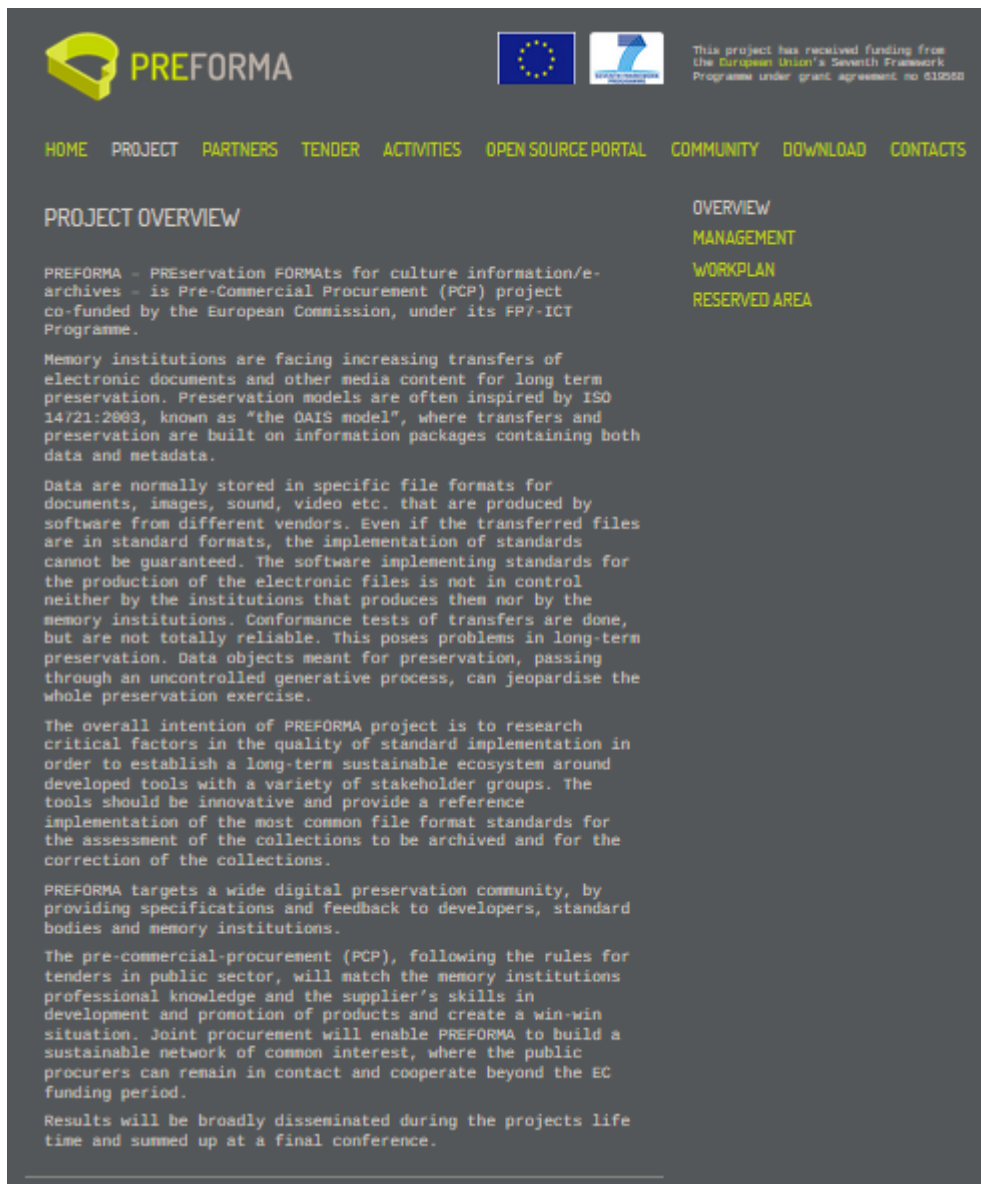 PREFORMA
This project has received funding from
the European Union's Seventh Framework
Programme under grant agreement no 619568
7
SEVENTH FRAMEWORK
PROGRAMME
HOME PROJECT PARTNERS TENDER ACTIVITIES OPEN SOURCE PORTAL COMMUNITY DOWNLOAD CONTACTS
PROJECT OVERVIEW
PREFORMA – PREservation FORMAts for culture information/e-
archives – is Pre-Commercial Procurement (PCP) project
co-funded by the European Commission, under its FP7-ICT
Programme.
Memory institutions are facing increasing transfers of
electronic documents and other media content for long term
preservation. Preservation models are often inspired by ISO
14721:2003, known as “the OAIS model”, where transfers and
preservation are built on information packages containing both
data and metadata.
Data are normally stored in specific file formats for
documents, images, sound, video etc. that are produced by
software from different vendors. Even if the transferred files
are in standard formats, the implementation of standards
cannot be guaranteed. The software implementing standards for
the production of the electronic files is not in control
neither by the institutions that produces them nor by the
memory institutions. Conformance tests of transfers are done,
but are not totally reliable. This poses problems in long-term
preservation. Data objects meant for preservation, passing
through an uncontrolled generative process, can jeopardise the
whole preservation exercise.
The overall intention of PREFORMA project is to research
critical factors in the quality of standard implementation in
order to establish a long-term sustainable ecosystem around
developed tools with a variety of stakeholder groups. The
tools should be innovative and provide a reference
implementation of the most common file format standards for
the assessment of the collections to be archived and for the
correction of the collections.
PREFORMA targets a wide digital preservation community, by
providing specifications and feedback to developers, standard
bodies and memory institutions.
The pre-commercial-procurement (PCP), following the rules for
tenders in public sector, will match the memory institutions
professional knowledge and the supplier’s skills in
development and promotion of products and create a win-win
situation. Joint procurement will enable PREFORMA to build a
sustainable network of common interest, where the public
procurers can remain in contact and cooperate beyond the EC
funding period.
Results will be broadly disseminated during the projects life
time and summed up at a final conference.
OVERVIEW
MANAGEMENT
WORKPLAN
RESERVED AREA